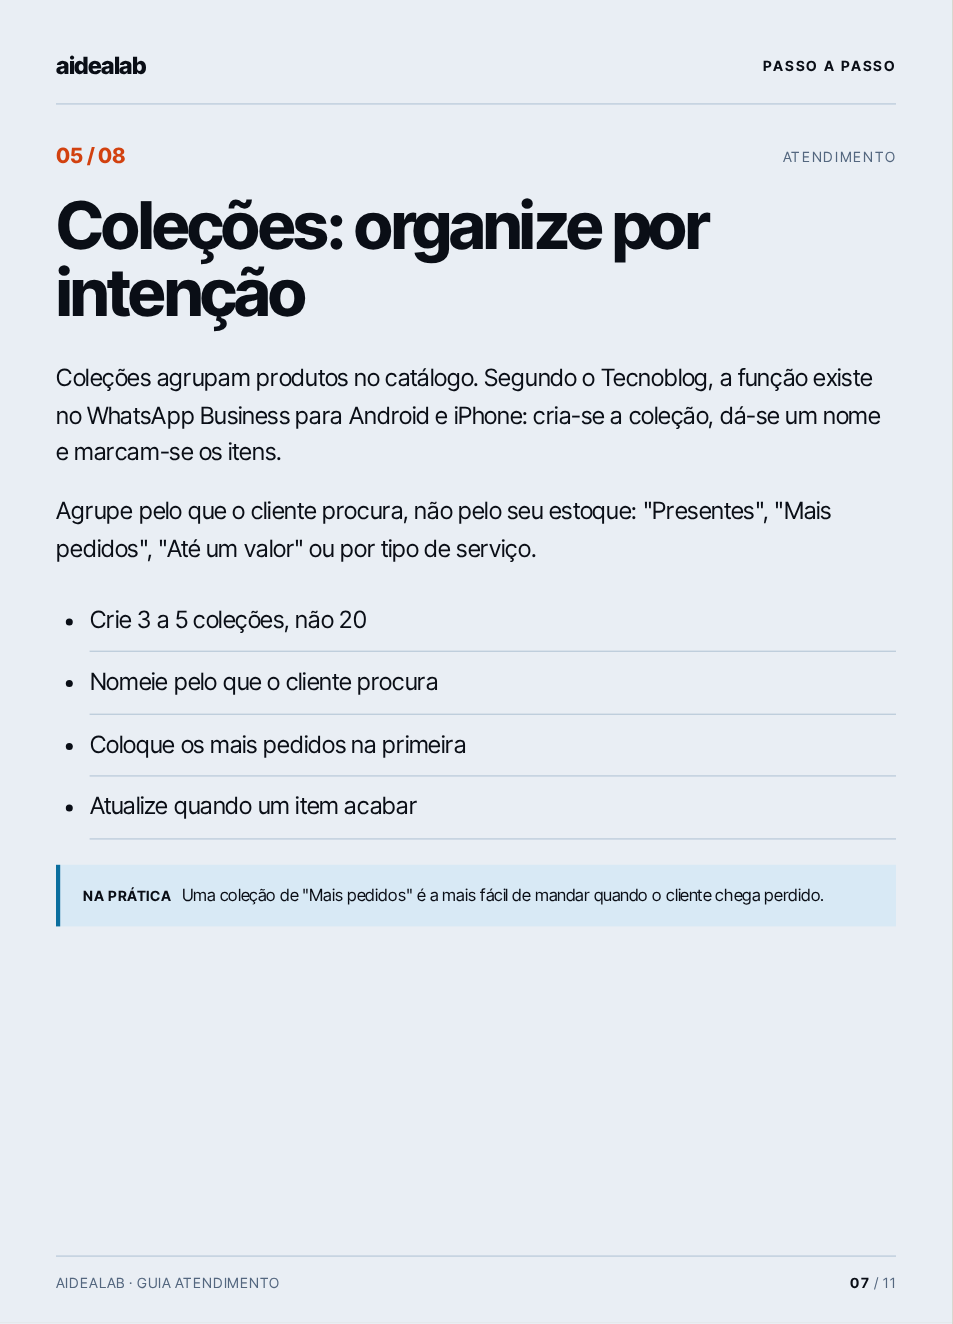 aidealab
PASSO A PASSO
05 / 08
ATENDIMENTO
Coleções: organize por
intenção
Coleções agrupam produtos no catálogo. Segundo o Tecnoblog, a função existe
no WhatsApp Business para Android e iPhone: cria-se a coleção, dá-se um nome
e marcam-se os itens.
Agrupe pelo que o cliente procura, não pelo seu estoque: "Presentes", "Mais
pedidos", "Até um valor" ou por tipo de serviço.
• Crie 3 a 5 coleções, não 20
• Nomeie pelo que o cliente procura
• Coloque os mais pedidos na primeira
• Atualize quando um item acabar
NA PRÁTICA Uma coleção de "Mais pedidos" é a mais fácil de mandar quando o cliente chega perdido.
AIDEALAB · GUIA ATENDIMENTO
07 / 11